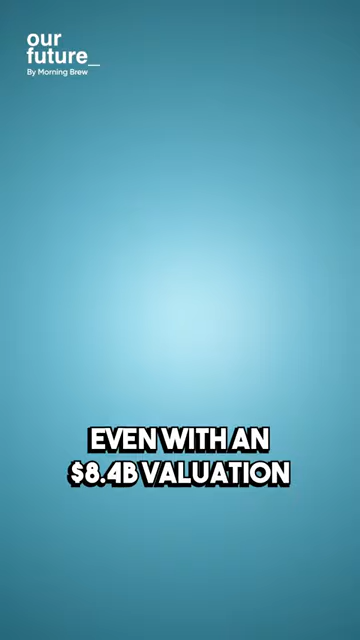 our
future_
By Morning Brew
EVEN WITH AN
$8.4B VALUATION